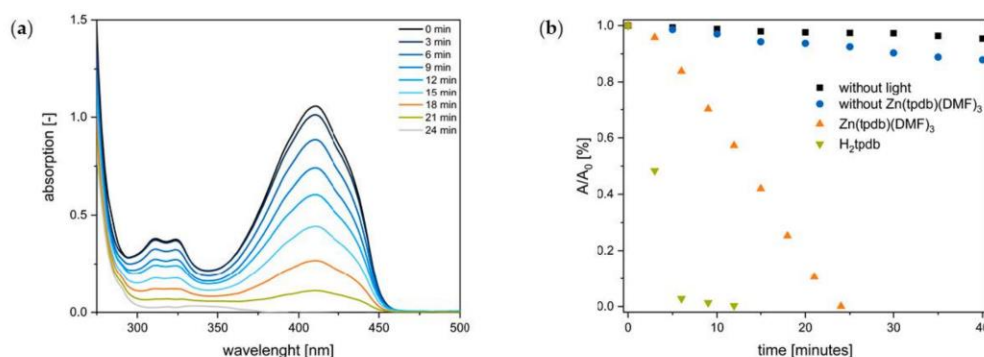 (a)
1.5
1.0
0.5
0.0
absorption [-]
0 min
3 min
6 min
9 min
12 min
15 min
18 min
21 min
24 min
300
350
400
450
500
wavelenght [nm]
(b)
1.0
0.8
0.6
0.4
0.2
0.0
A/A₀ [%]
without light
without Zn(tpdb)(DMF)₃
Zn(tpdb)(DMF)₃
H₂tpdb
0
10
20
30
40
time [minutes]